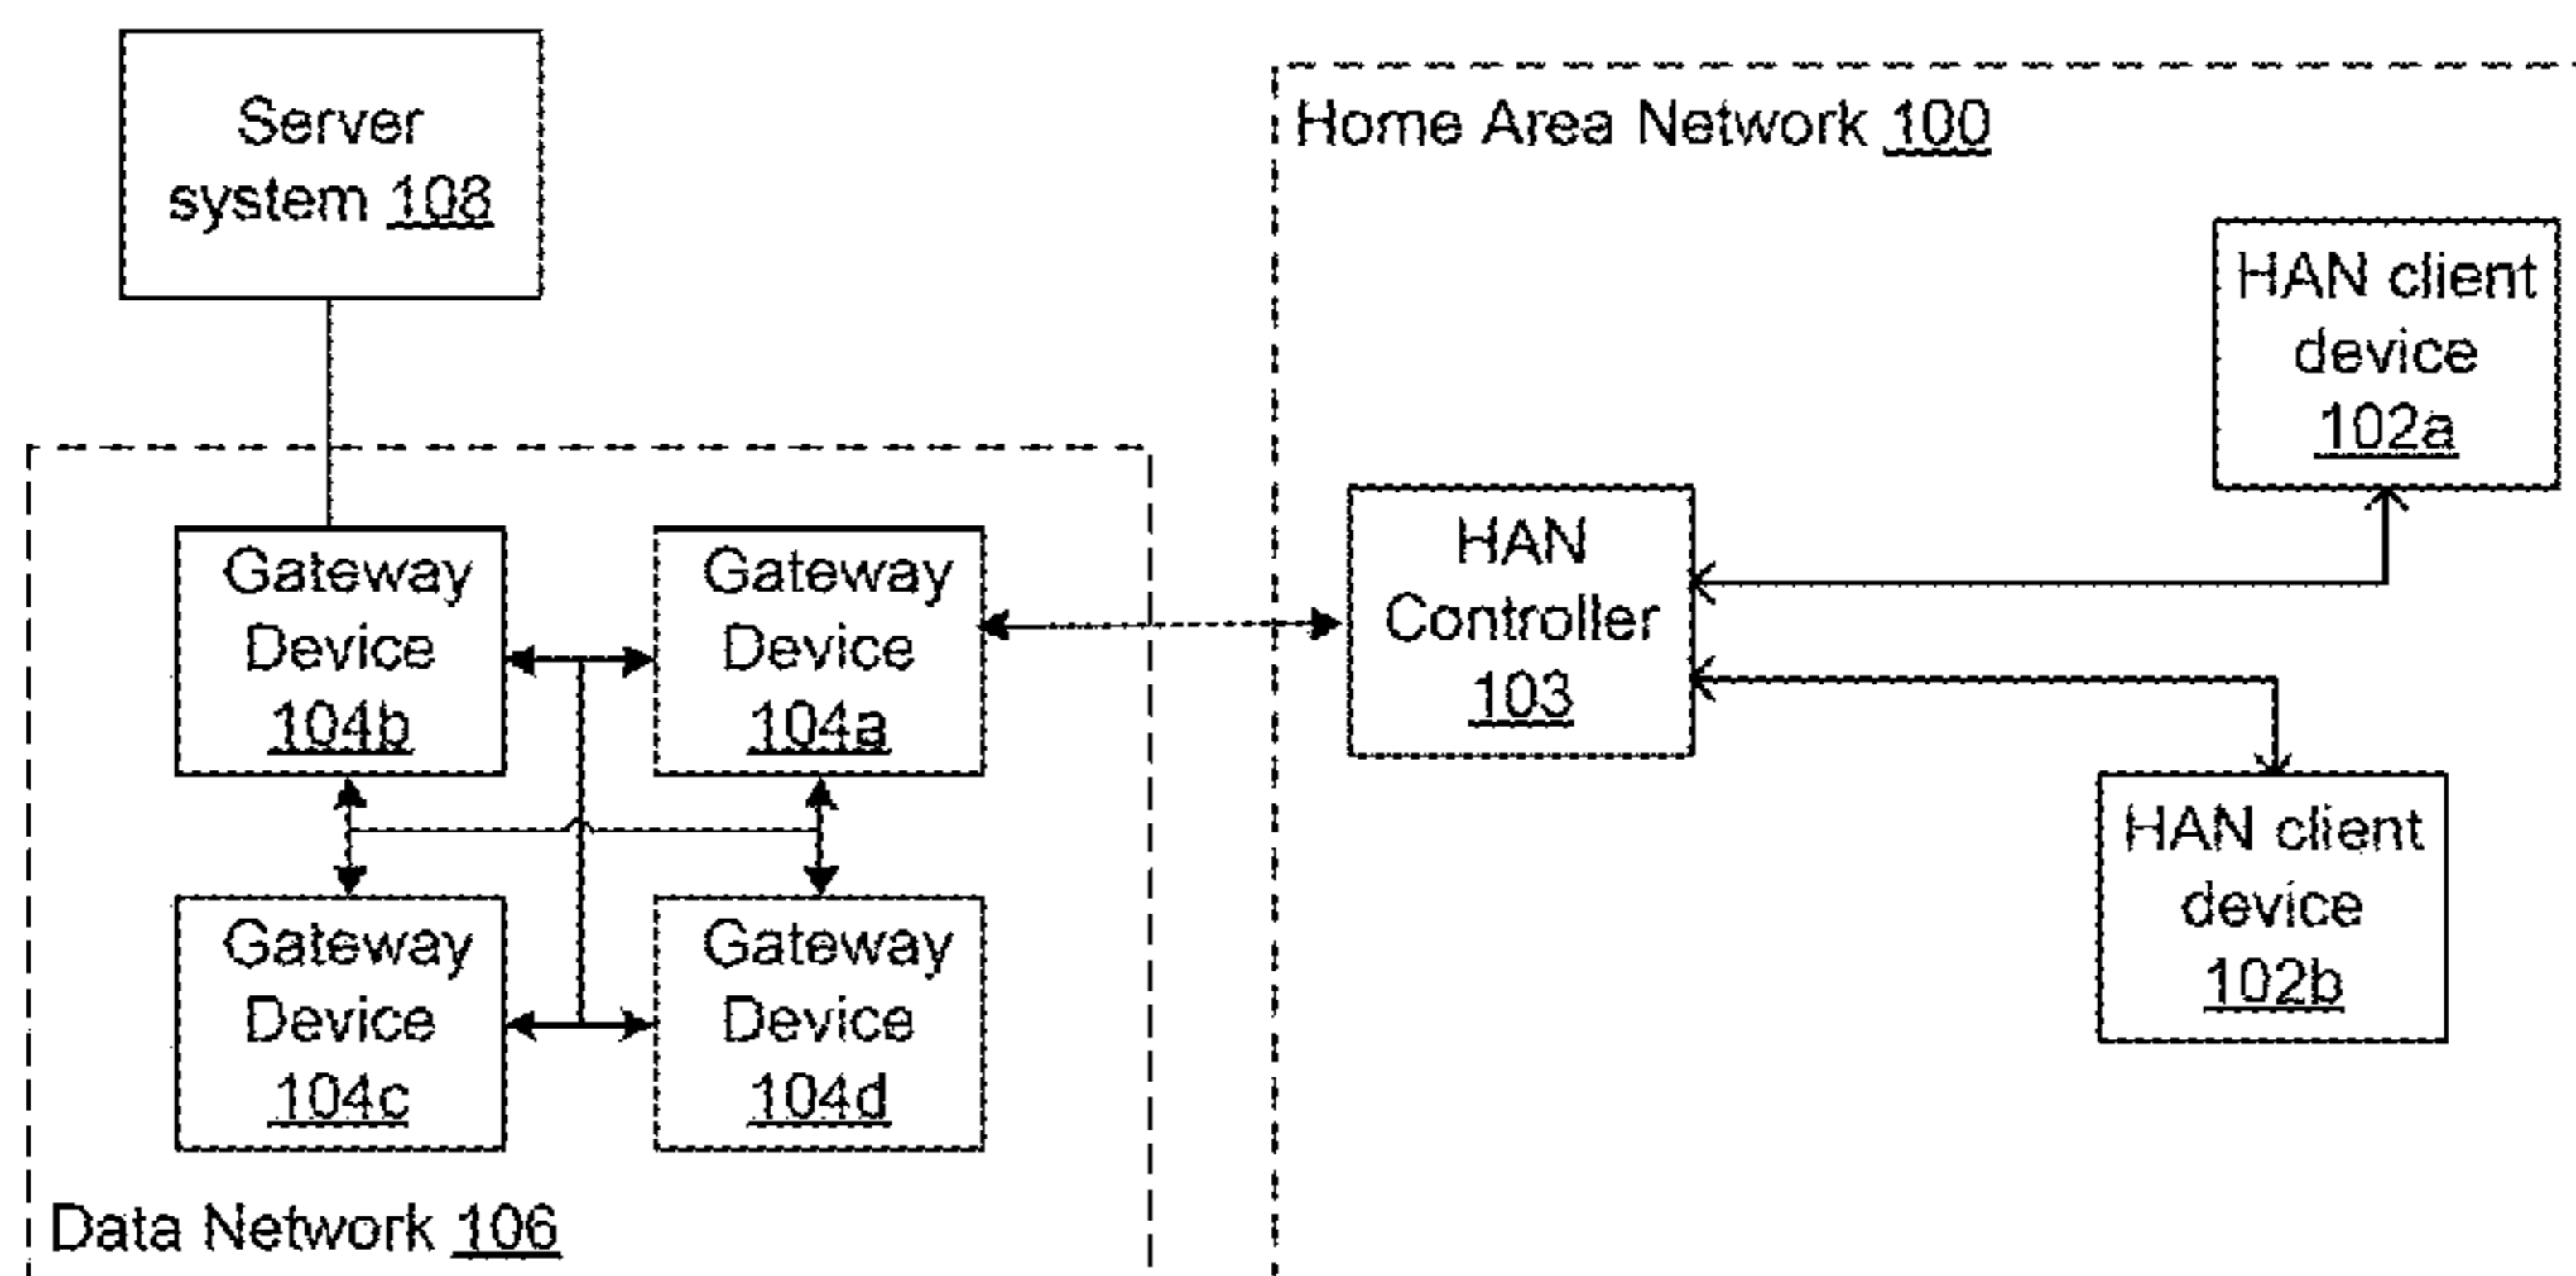 Server
system 108
Home Area Network 100
HAN client
device
102a
Gateway
Device
104b
Gateway
Device
104a
HAN
Controller
103
HAN client
device
102b
Gateway
Device
104c
Gateway
Device
104d
Data Network 106